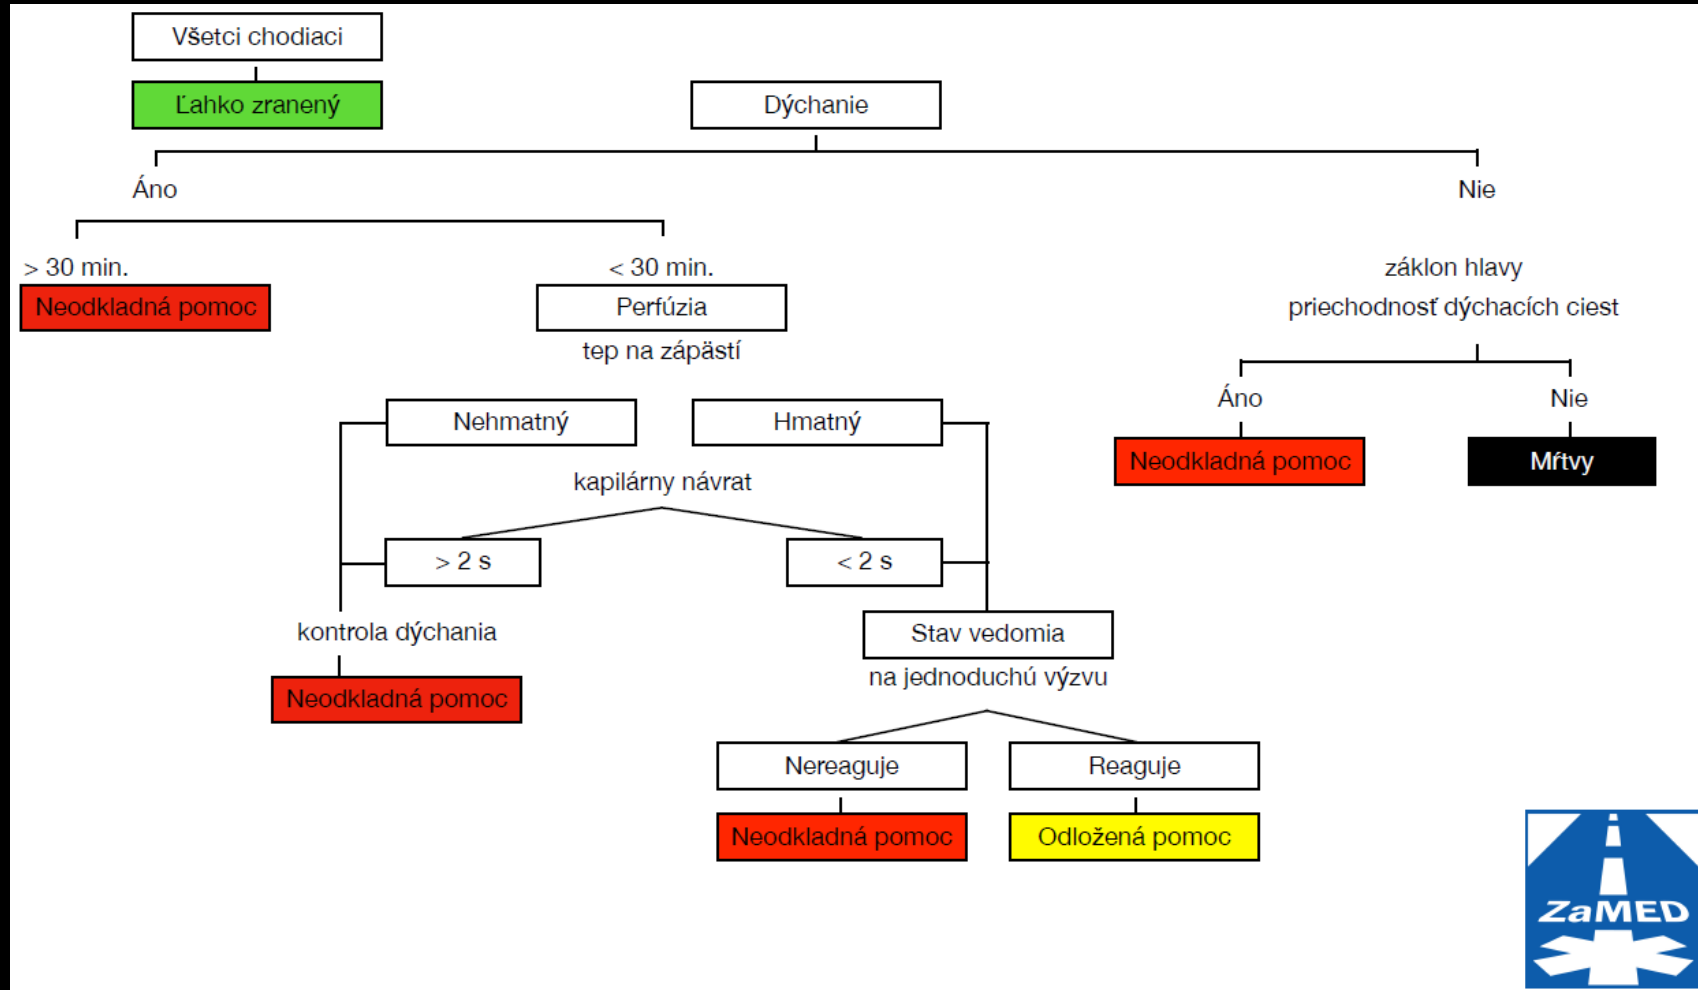 Všetci chodiaci
Ľahko zranený
Dýchanie
Áno
Nie
> 30 min.
Neodkladná pomoc
< 30 min.
Perfúzia
tep na zápästí
záklon hlavy
priechodnosť dýchacích ciest
Nehmatný
Hmatný
Áno
Nie
Neodkladná pomoc
Mŕtvy
kapilárny návrat
> 2 s
< 2 s
kontrola dýchania
Neodkladná pomoc
Stav vedomia
na jednoduchú výzvu
Nereaguje
Reaguje
Neodkladná pomoc
Odložená pomoc
ZaMED